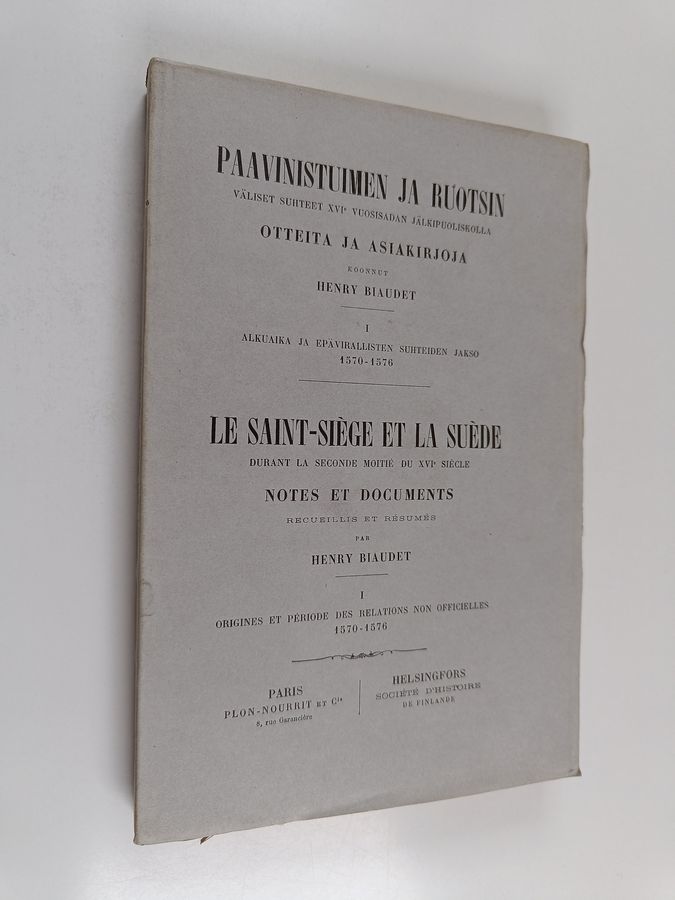 PAAVINISTUIMEN JA RUOTSIN
VÄLISET SUHTEET XVIᵉ VUOSISADAN JÄLKIPUOLISKOLLA
OTTEITA JA ASIAKIRJOJA
KOONNUT
HENRY BIAUDET
I
ALKUAIKA JA EPÄVIRALLISTEN SUHTEIDEN JAKSO
1570-1576
LE SAINT-SIÈGE ET LA SUÈDE
DURANT LA SECONDE MOITIÉ DU XVIᵉ SIÈCLE
NOTES ET DOCUMENTS
RECUEILLIS ET RÉSUMÉS
PAR
HENRY BIAUDET
I
ORIGINES ET PÉRIODE DES RELATIONS NON OFFICIELLES
1570-1576
PARIS
PLON-NOURRIT ET Cⁱᵉ
8, rue Garancière
HELSINGFORS
SOCIÉTÉ D'HISTOIRE
DE FINLANDE